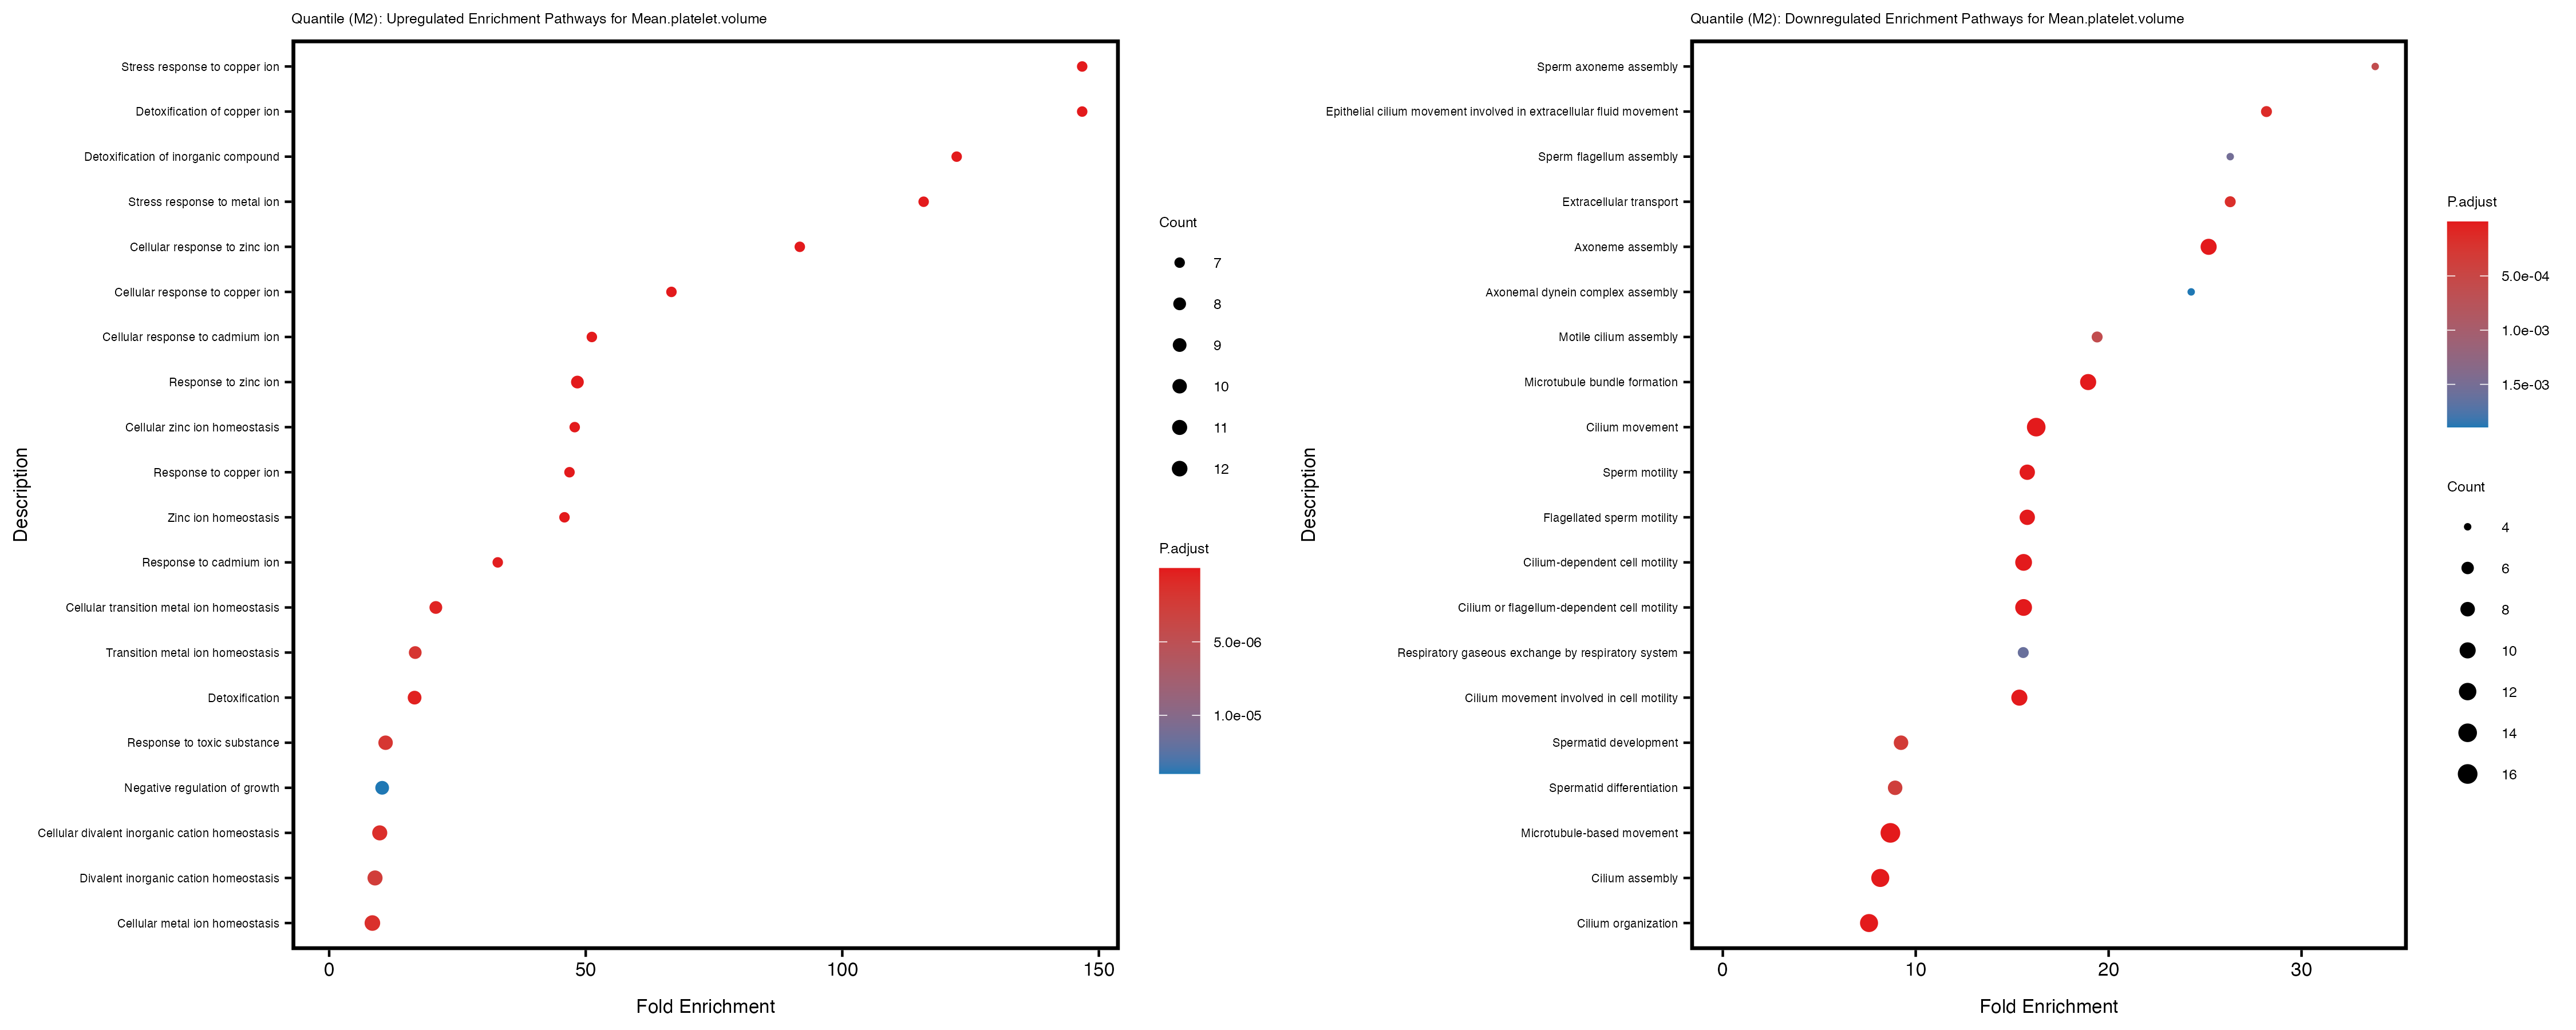 Quantile (M2): Upregulated Enrichment Pathways for Mean.platelet.volume
Description
Stress response to copper ion
Detoxification of copper ion
Detoxification of inorganic compound
Stress response to metal ion
Cellular response to zinc ion
Cellular response to copper ion
Cellular response to cadmium ion
Response to zinc ion
Cellular zinc ion homeostasis
Response to copper ion
Zinc ion homeostasis
Response to cadmium ion
Cellular transition metal ion homeostasis
Transition metal ion homeostasis
Detoxification
Response to toxic substance
Negative regulation of growth
Cellular divalent inorganic cation homeostasis
Divalent inorganic cation homeostasis
Cellular metal ion homeostasis
0 50 100 150
Fold Enrichment
Count
7
8
9
10
11
12
P.adjust
5.0e-06
1.0e-05
Quantile (M2): Downregulated Enrichment Pathways for Mean.platelet.volume
Description
Sperm axoneme assembly
Epithelial cilium movement involved in extracellular fluid movement
Sperm flagellum assembly
Extracellular transport
Axoneme assembly
Axonemal dynein complex assembly
Motile cilium assembly
Microtubule bundle formation
Cilium movement
Sperm motility
Flagellated sperm motility
Cilium-dependent cell motility
Cilium or flagellum-dependent cell motility
Respiratory gaseous exchange by respiratory system
Cilium movement involved in cell motility
Spermatid development
Spermatid differentiation
Microtubule-based movement
Cilium assembly
Cilium organization
0 10 20 30
Fold Enrichment
P.adjust
5.0e-04
1.0e-03
1.5e-03
Count
4
6
8
10
12
14
16